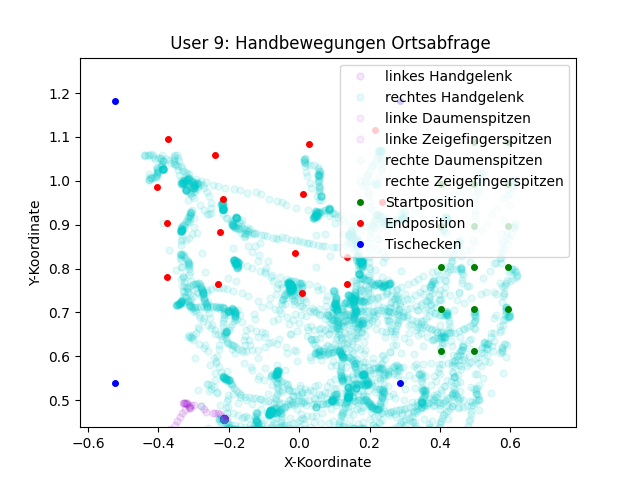 User 9: Handbewegungen Ortsabfrage
linkes Handgelenk
rechtes Handgelenk
linke Daumenspitzen
linke Zeigefingerspitzen
rechte Daumenspitzen
rechte Zeigefingerspitzen
Startposition
Endposition
Tischecken
Y-Koordinate
1.2
1.1
1.0
0.9
0.8
0.7
0.6
0.5
−0.6 −0.4 −0.2 0.0 0.2 0.4 0.6
X-Koordinate